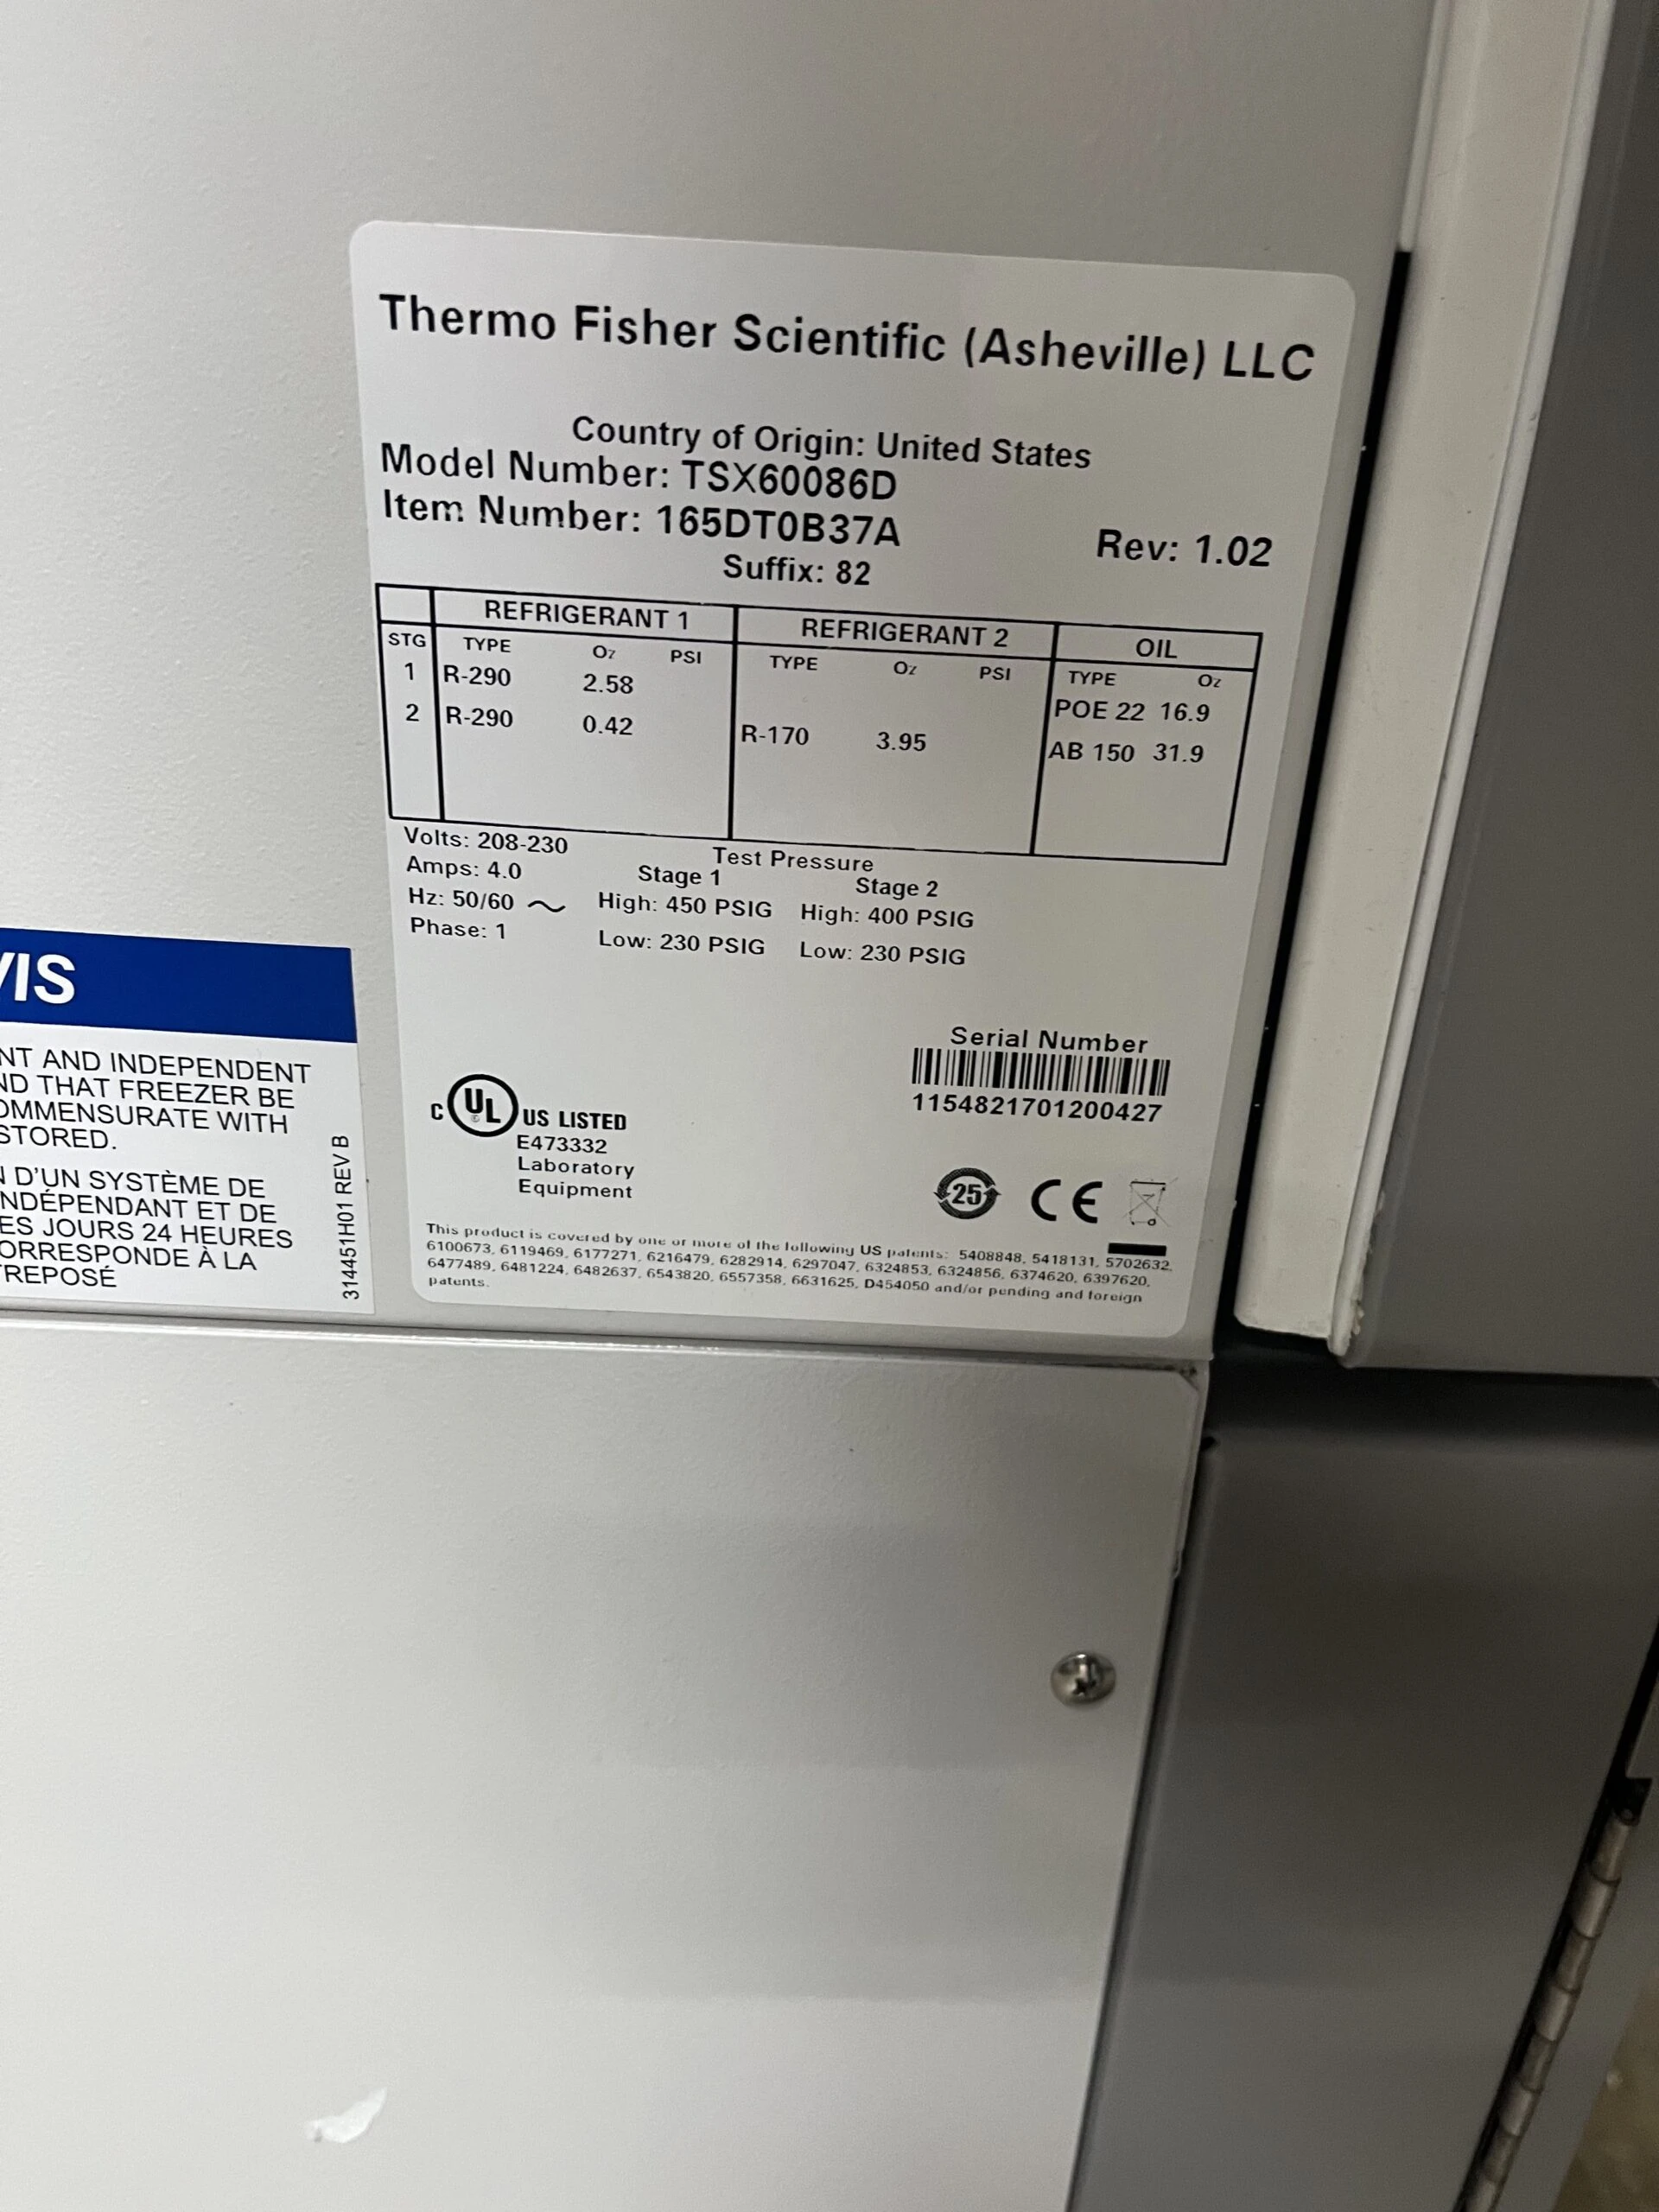 Thermo Fisher Scientific (Asheville) LLC
Country of Origin: United States
Model Number: TSX60086D
Item Number: 165DT0B37A
Rev: 1.02
Suffix: 82
REFRIGERANT 1 REFRIGERANT 2 OIL
STG TYPE Oz PSI TYPE Oz PSI TYPE Oz
1 R-290 2.58 POE 22 16.9
2 R-290 0.42 R-170 3.95 AB 150 31.9
Volts: 208-230
Amps: 4.0
Hz: 50/60 ~
Phase: 1
Test Pressure
Stage 1 Stage 2
High: 450 PSIG High: 400 PSIG
Low: 230 PSIG Low: 230 PSIG
Serial Number
1154821701200427
C UL US LISTED
E473332
Laboratory
Equipment
25 CE
This product is covered by one or more of the following US patents: 5408848, 5418131, 5702632,
6100673, 6119469, 6177271, 6216479, 6282914, 6297047, 6324853, 6324856, 6374620, 6397620,
6477489, 6481224, 6482637, 6543820, 6557358, 6631625, D454050 and/or pending and foreign
patents.
VIS
NT AND INDEPENDENT
ND THAT FREEZER BE
OMMENSURATE WITH
STORED.
N D'UN SYSTÈME DE
NDÉPENDANT ET DE
ES JOURS 24 HEURES
ORRESPONDE À LA
TREPOSÉ
314451H01 REV B